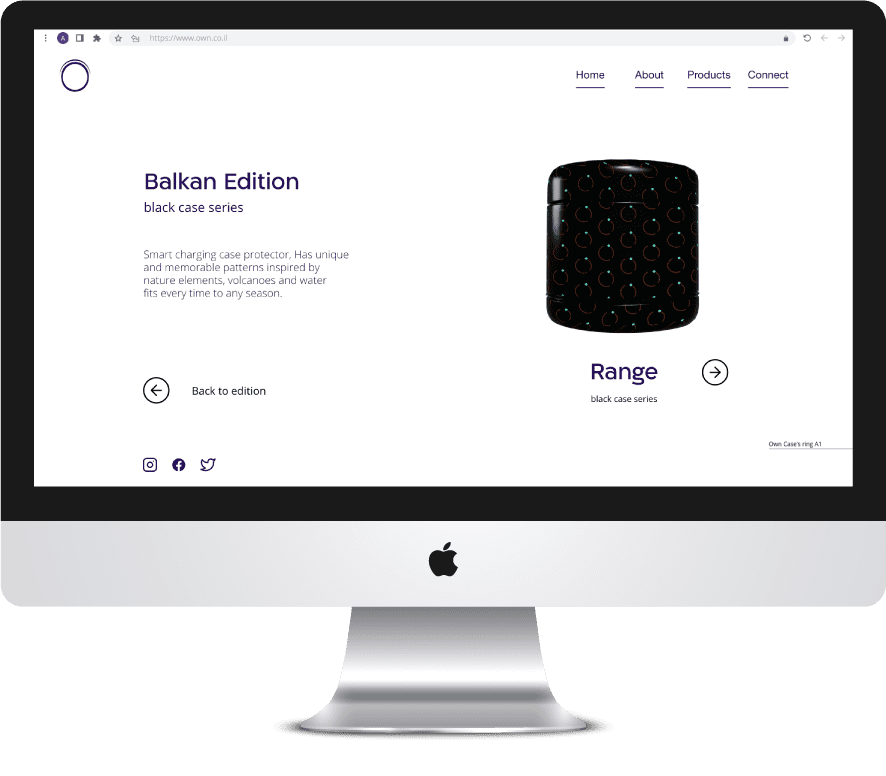 A
https://www.own.co.il
Home About Products Connect
Balkan Edition
black case series
Smart charging case protector, Has unique
and memorable patterns inspired by
nature elements, volcanoes and water
fits every time to any season.
Range
black case series
Back to edition
Own Case's ring A1